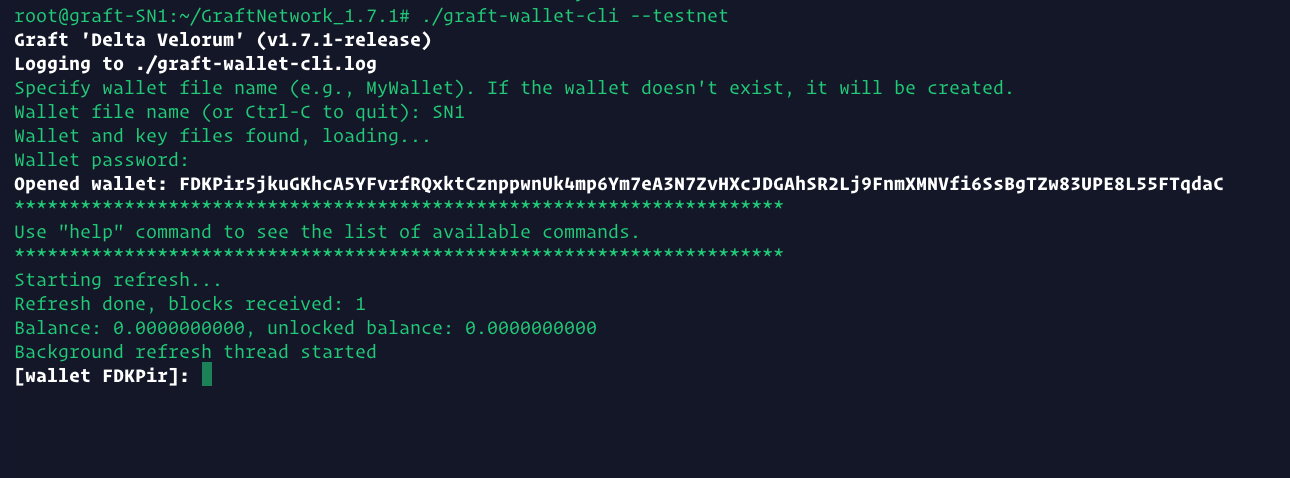 root@graft-SN1:~/GraftNetwork_1.7.1# ./graft-wallet-cli --testnet
Graft 'Delta Velorum' (v1.7.1-release)
Logging to ./graft-wallet-cli.log
Specify wallet file name (e.g., MyWallet). If the wallet doesn't exist, it will be created.
Wallet file name (or Ctrl-C to quit): SN1
Wallet and key files found, loading...
Wallet password:
Opened wallet: FDKPir5jkuGKhcA5YFvrfRQxktCznppwnUk4mp6Ym7eA3N7ZvHXcJDGAhSR2Lj9FnmXMNVfi6SsBgTZw83UPE8L55FTqdaC
**********************************************************************
Use "help" command to see the list of available commands.
**********************************************************************
Starting refresh...
Refresh done, blocks received: 1
Balance: 0.0000000000, unlocked balance: 0.0000000000
Background refresh thread started
[wallet FDKPir]: